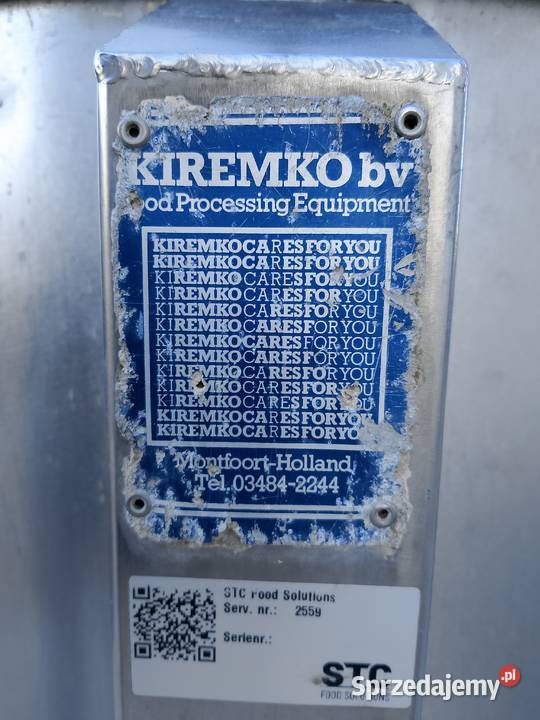 KIREMKO bv
ood Processing Equipment
KIREMKOCARESFORYOU
KIREMKOCARESFORYOU
KIREMKOCARESFORYOU
KIREMKOCARESFORYOU
KIREMKOCARESFORYOU
KIREMKOCARESFORYOU
KIREMKOCARESFORYOU
KIREMKOCARESFORYOU
KIREMKOCARESFORYOU
KIREMKOCARESFORYOU
KIREMKOCARESFORYOU
KIREMKOCARESFORYOU
KIREMKOCARESFORYOU
Montfoort-Holland
Tel. 03484-2244
STC Food Solutions
Serv. nr.: 2559
Serienr.:
STC
FOOD SOLUTIONS
Sprzedajemy.pl